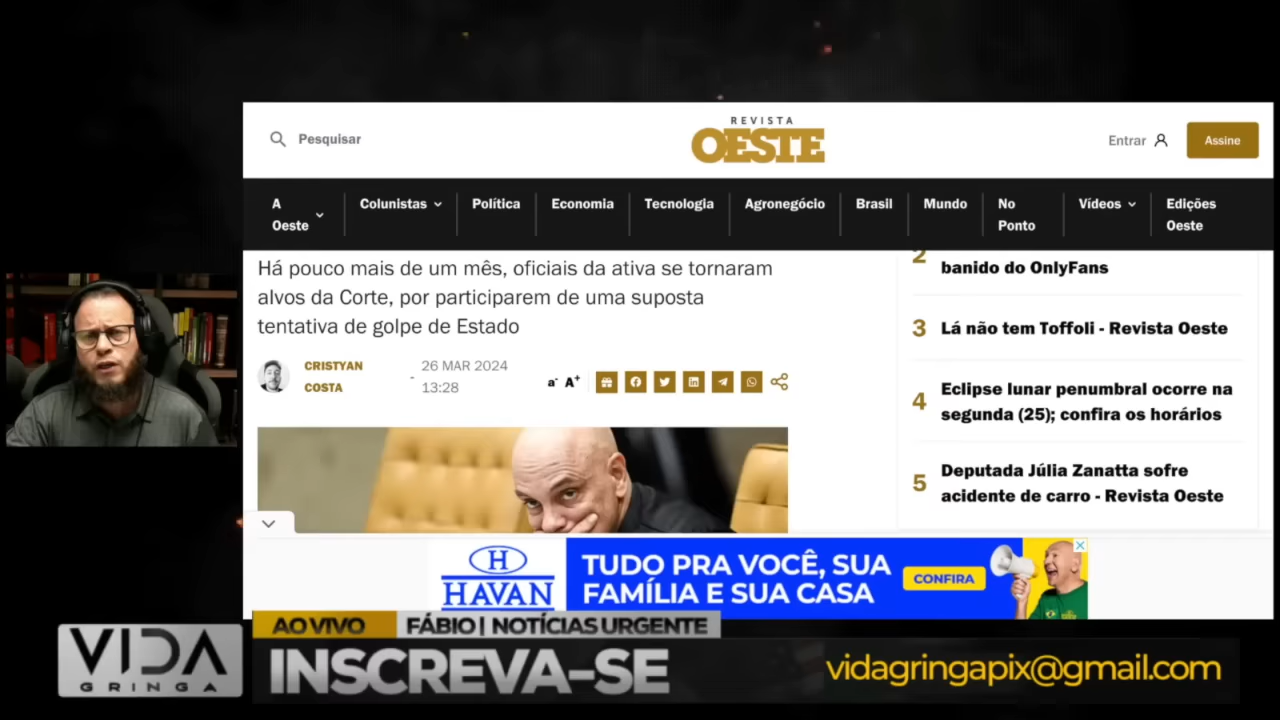 Pesquisar
REVISTA
OESTE
Entrar
Assine
A
Oeste
Colunistas
Política
Economia
Tecnologia
Agronegócio
Brasil
Mundo
No
Ponto
Vídeos
Edições
Oeste
Há pouco mais de um mês, oficiais da ativa se tornaram
alvos da Corte, por participarem de uma suposta
tentativa de golpe de Estado
CRISTYAN
COSTA
-
26 MAR 2024
13:28
a- A+
2
banido do OnlyFans
3 Lá não tem Toffoli - Revista Oeste
4 Eclipse lunar penumbral ocorre na
segunda (25); confira os horários
5 Deputada Júlia Zanatta sofre
acidente de carro - Revista Oeste
H
HAVAN
TUDO PRA VOCÊ, SUA
FAMÍLIA E SUA CASA
CONFIRA
AO VIVO
FÁBIO | NOTÍCIAS URGENTE
VIDA
GRINGA
INSCREVA-SE
vidagringapix@gmail.com